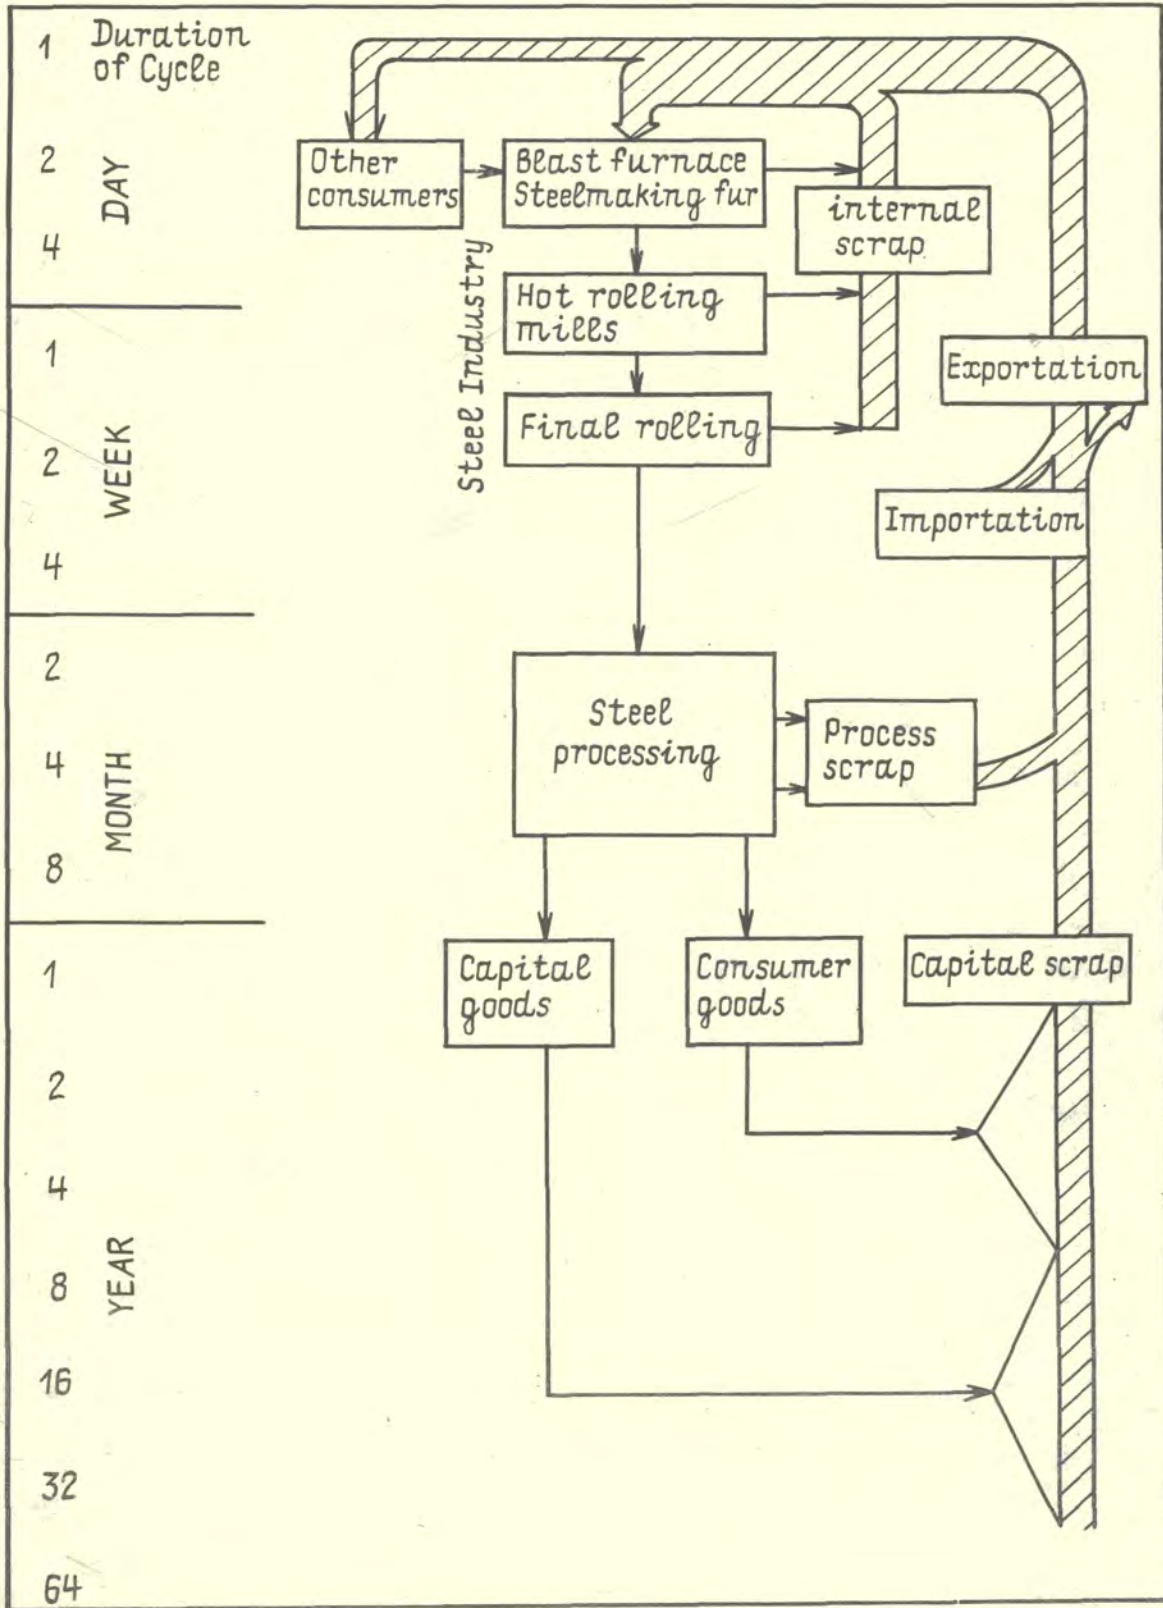 1 Duration
of Cycle
2
4
DAY
1
2
4
WEEK
2
4
8
MONTH
1
2
4
8
16
32
64
YEAR
Other
consumers
Blast furnace
Steelmaking fur
internal
scrap
Steel Industry
Hot rolling
mills
Exportation
Final rolling
Importation
Steel
processing
Process
scrap
Capital
goods
Consumer
goods
Capital scrap